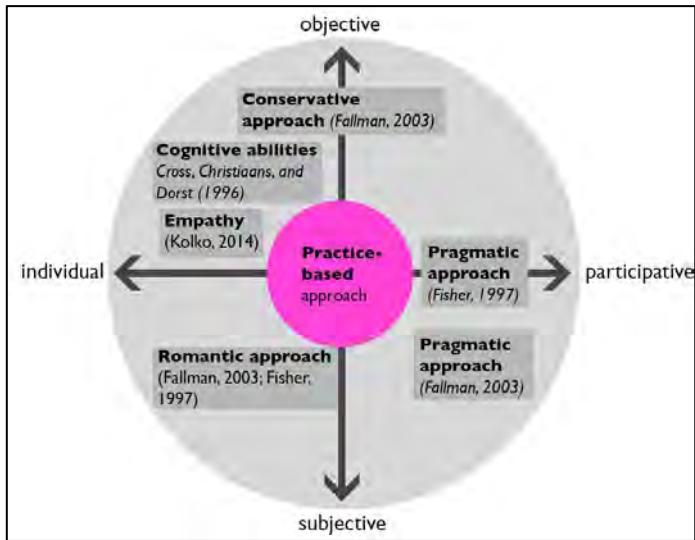 objective
Conservative
approach (Fallman, 2003)
Cognitive abilities
Cross, Christiaans, and
Dorst (1996)
Empathy
(Kolko, 2014)
individual
Practice-
based
approach
Pragmatic
approach
(Fisher, 1997)
participative
Romantic approach
(Fallman, 2003; Fisher,
1997)
Pragmatic
approach
(Fallman, 2003)
subjective